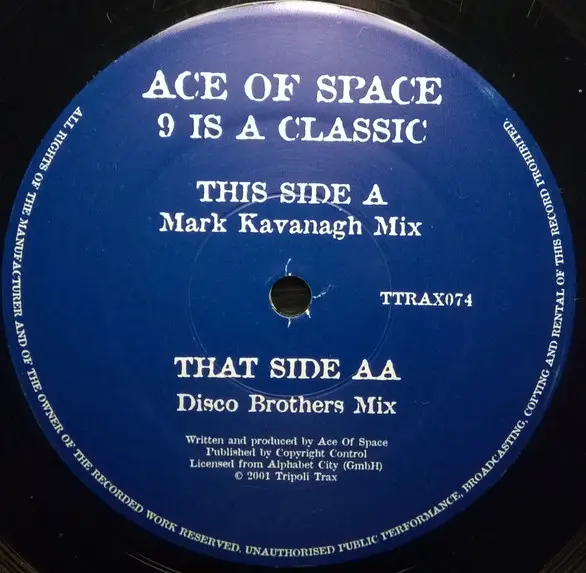 ACE OF SPACE
9 IS A CLASSIC
THIS SIDE A
Mark Kavanagh Mix
TTRAX074
THAT SIDE AA
Disco Brothers Mix
Written and produced by Ace Of Space
Published by Copyright Control
Licensed from Alphabet City (GmbH)
© 2001 Tripoli Trax
ALL RIGHTS OF THE MANUFACTURER AND OF THE OWNER OF THE RECORDED WORK RESERVED. UNAUTHORISED PUBLIC PERFORMANCE, BROADCASTING, COPYING AND RENTAL OF THIS RECORD PROHIBITED.